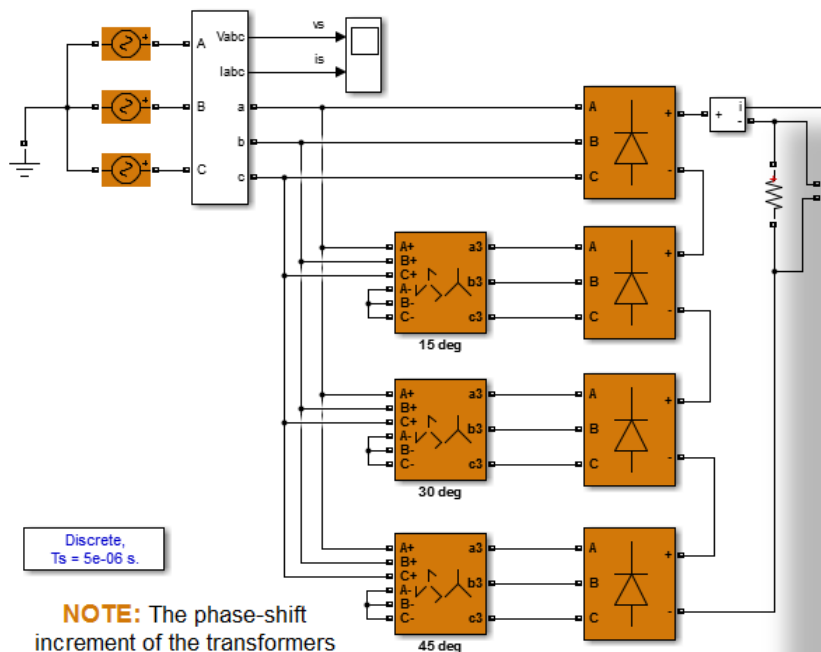 vs
Vabc
is
Iabc
A
B
C
a
b
c
A
B
C
+
-
+
i
-
A+
B+
C+
A-
B-
C-
a3
b3
c3
15 deg
A
B
C
+
-
A+
B+
C+
A-
B-
C-
a3
b3
c3
30 deg
A
B
C
+
-
A+
B+
C+
A-
B-
C-
a3
b3
c3
45 deg
A
B
C
+
-
Discrete,
Ts = 5e-06 s.
NOTE: The phase-shift
increment of the transformers